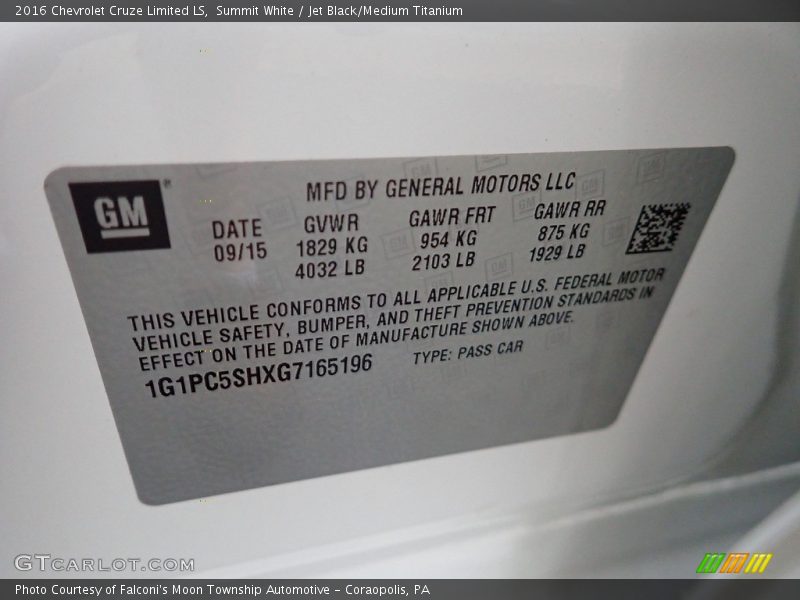 2016 Chevrolet Cruze Limited LS, Summit White / Jet Black/Medium Titanium
GM®
MFD BY GENERAL MOTORS LLC
DATE GVWR GAWR FRT GAWR RR
09/15 1829 KG 954 KG 875 KG
4032 LB 2103 LB 1929 LB
THIS VEHICLE CONFORMS TO ALL APPLICABLE U.S. FEDERAL MOTOR
VEHICLE SAFETY, BUMPER, AND THEFT PREVENTION STANDARDS IN
EFFECT ON THE DATE OF MANUFACTURE SHOWN ABOVE.
1G1PC5SHXG7165196 TYPE: PASS CAR
GTCARLOT.COM
Photo Courtesy of Falconi's Moon Township Automotive – Coraopolis, PA